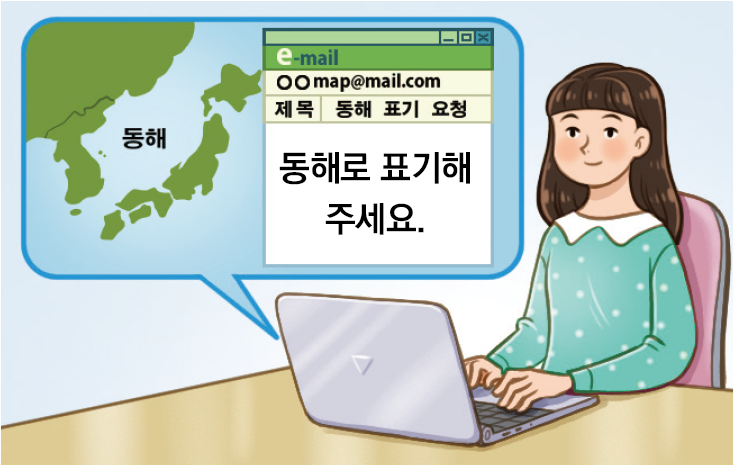 동해
e-mail
○○map@mail.com
제목 동해 표기 요청
동해로 표기해
주세요.